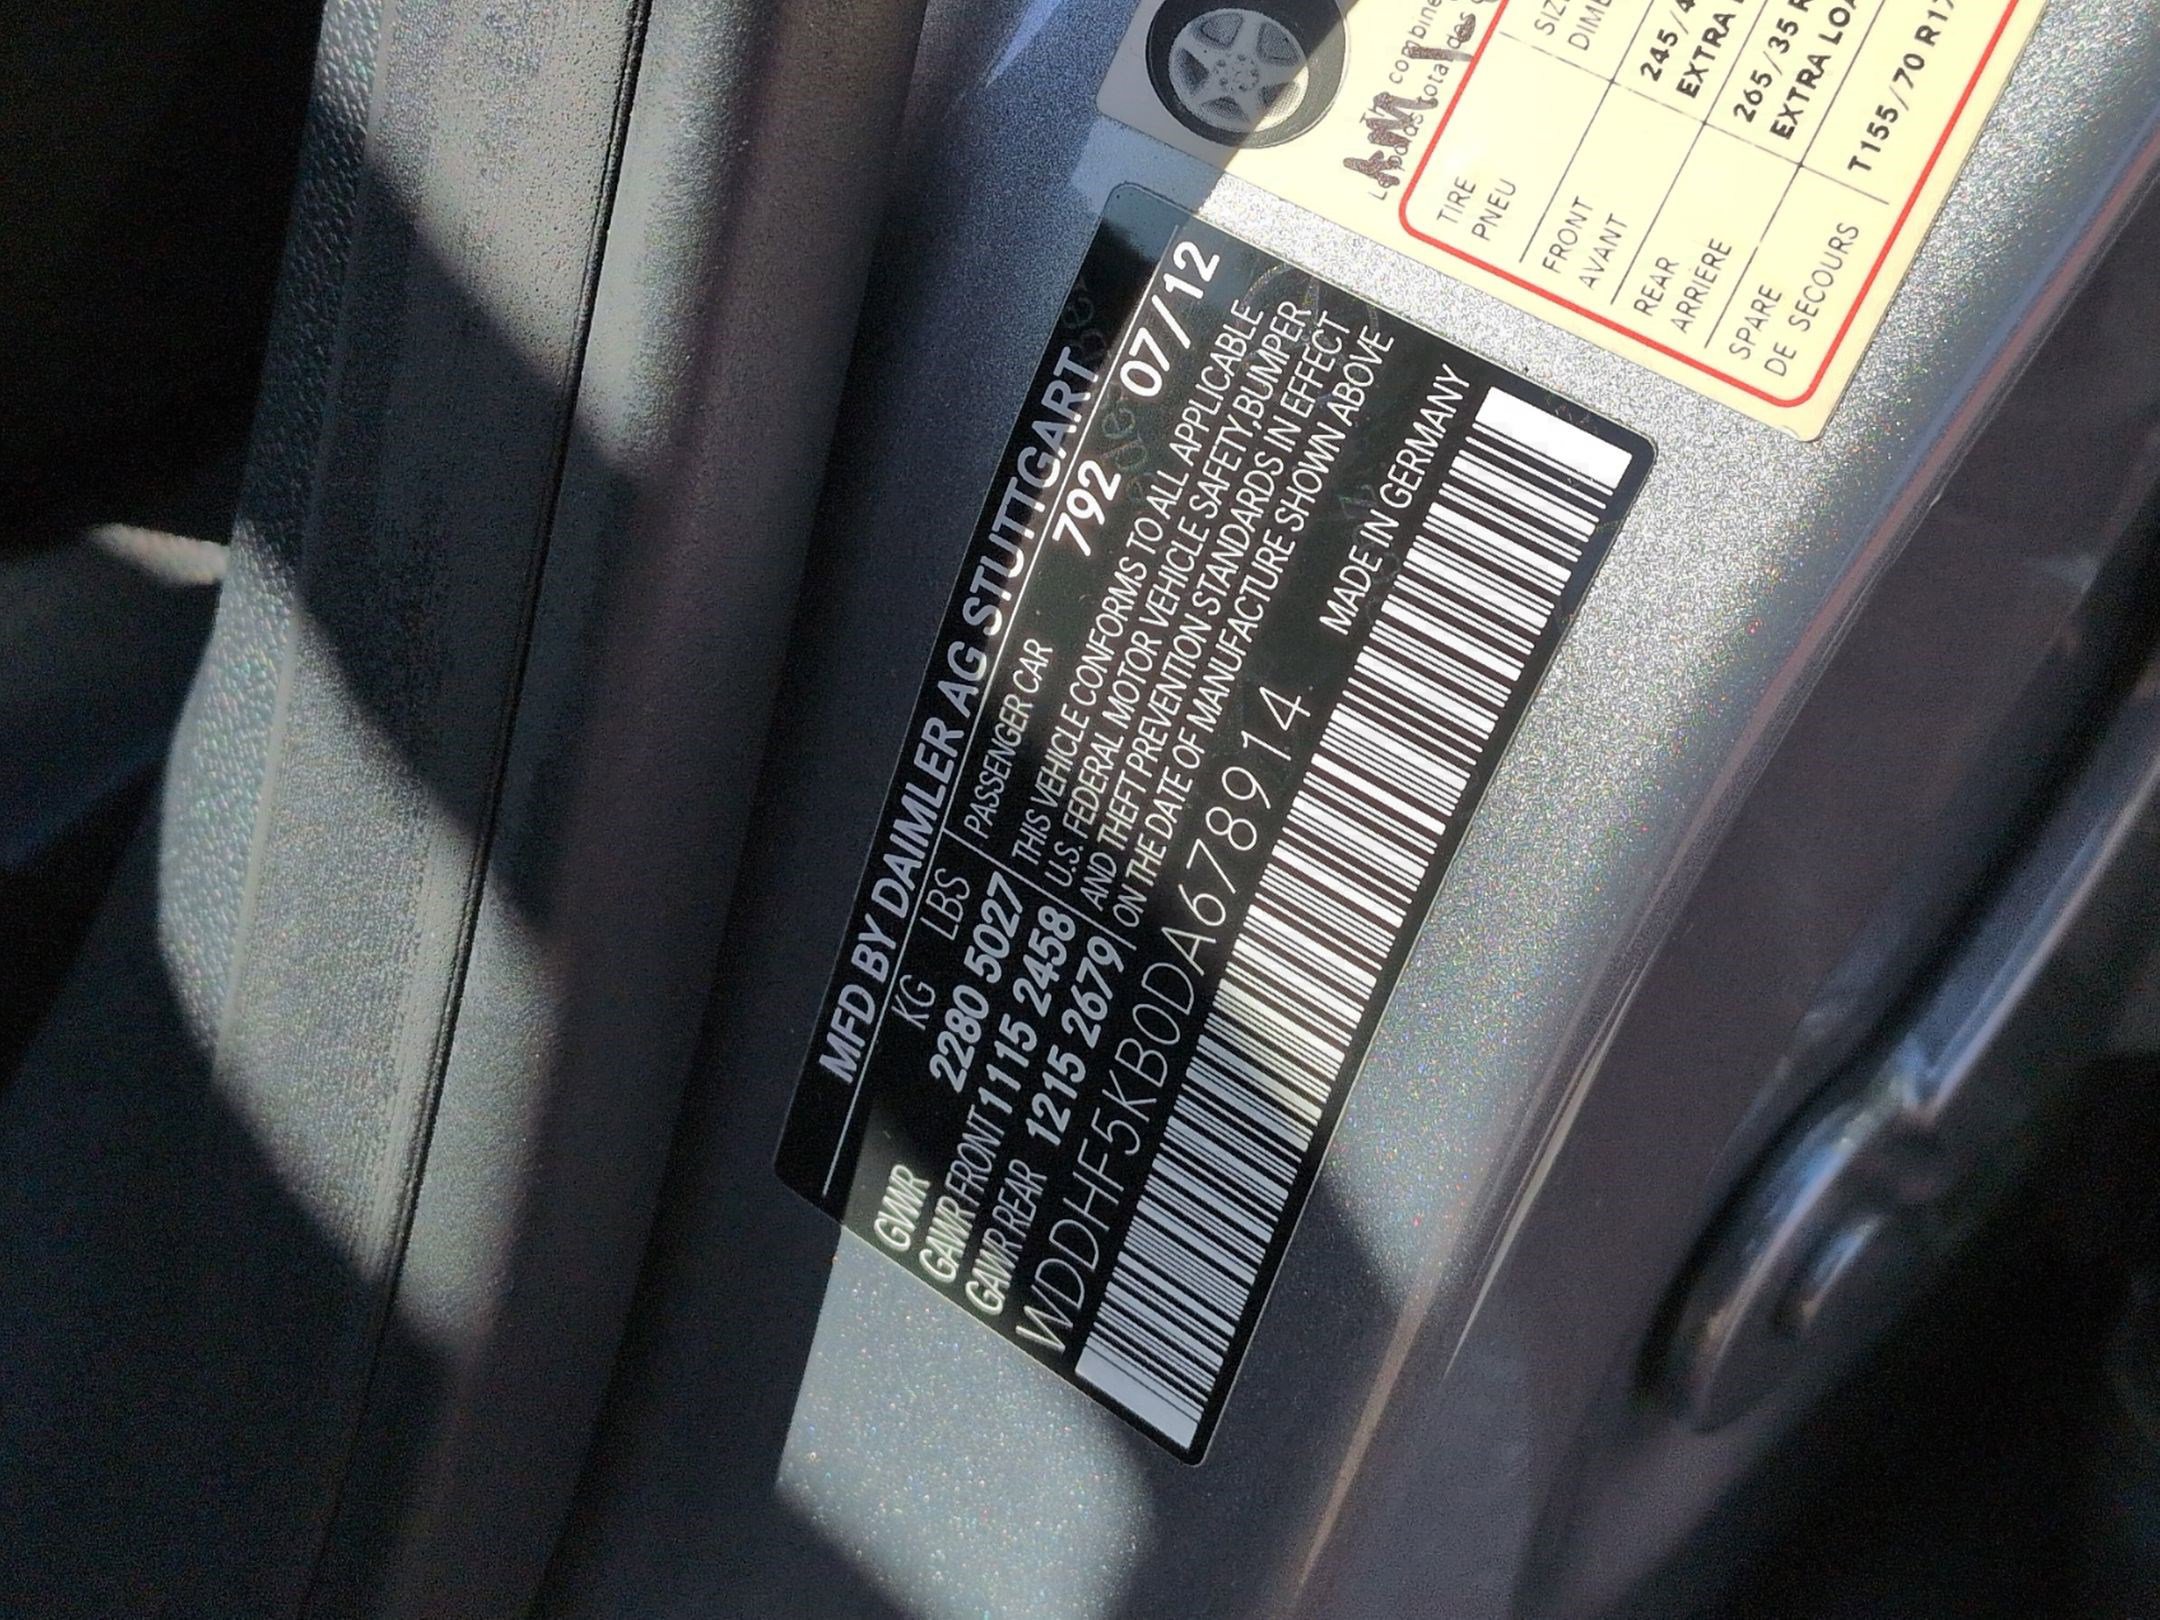 MFD BY DAIMLER AG STUTTGART
KG LBS PASSENGER CAR 792 07/12
GVWR 2280 5027
GAWR FRONT 1115 2458
GAWR REAR 1215 2679
THIS VEHICLE CONFORMS TO ALL APPLICABLE
U.S. FEDERAL MOTOR VEHICLE SAFETY,BUMPER
AND THEFT PREVENTION STANDARDS IN EFFECT
ON THE DATE OF MANUFACTURE SHOWN ABOVE
WDDHF5KB0DA678914
MADE IN GERMANY
TIRE
PNEU
FRONT 245/4
AVANT EXTRA
REAR 265/35 R
ARRIÈRE EXTRA LOA
SPARE T155/70 R17
DE SECOURS